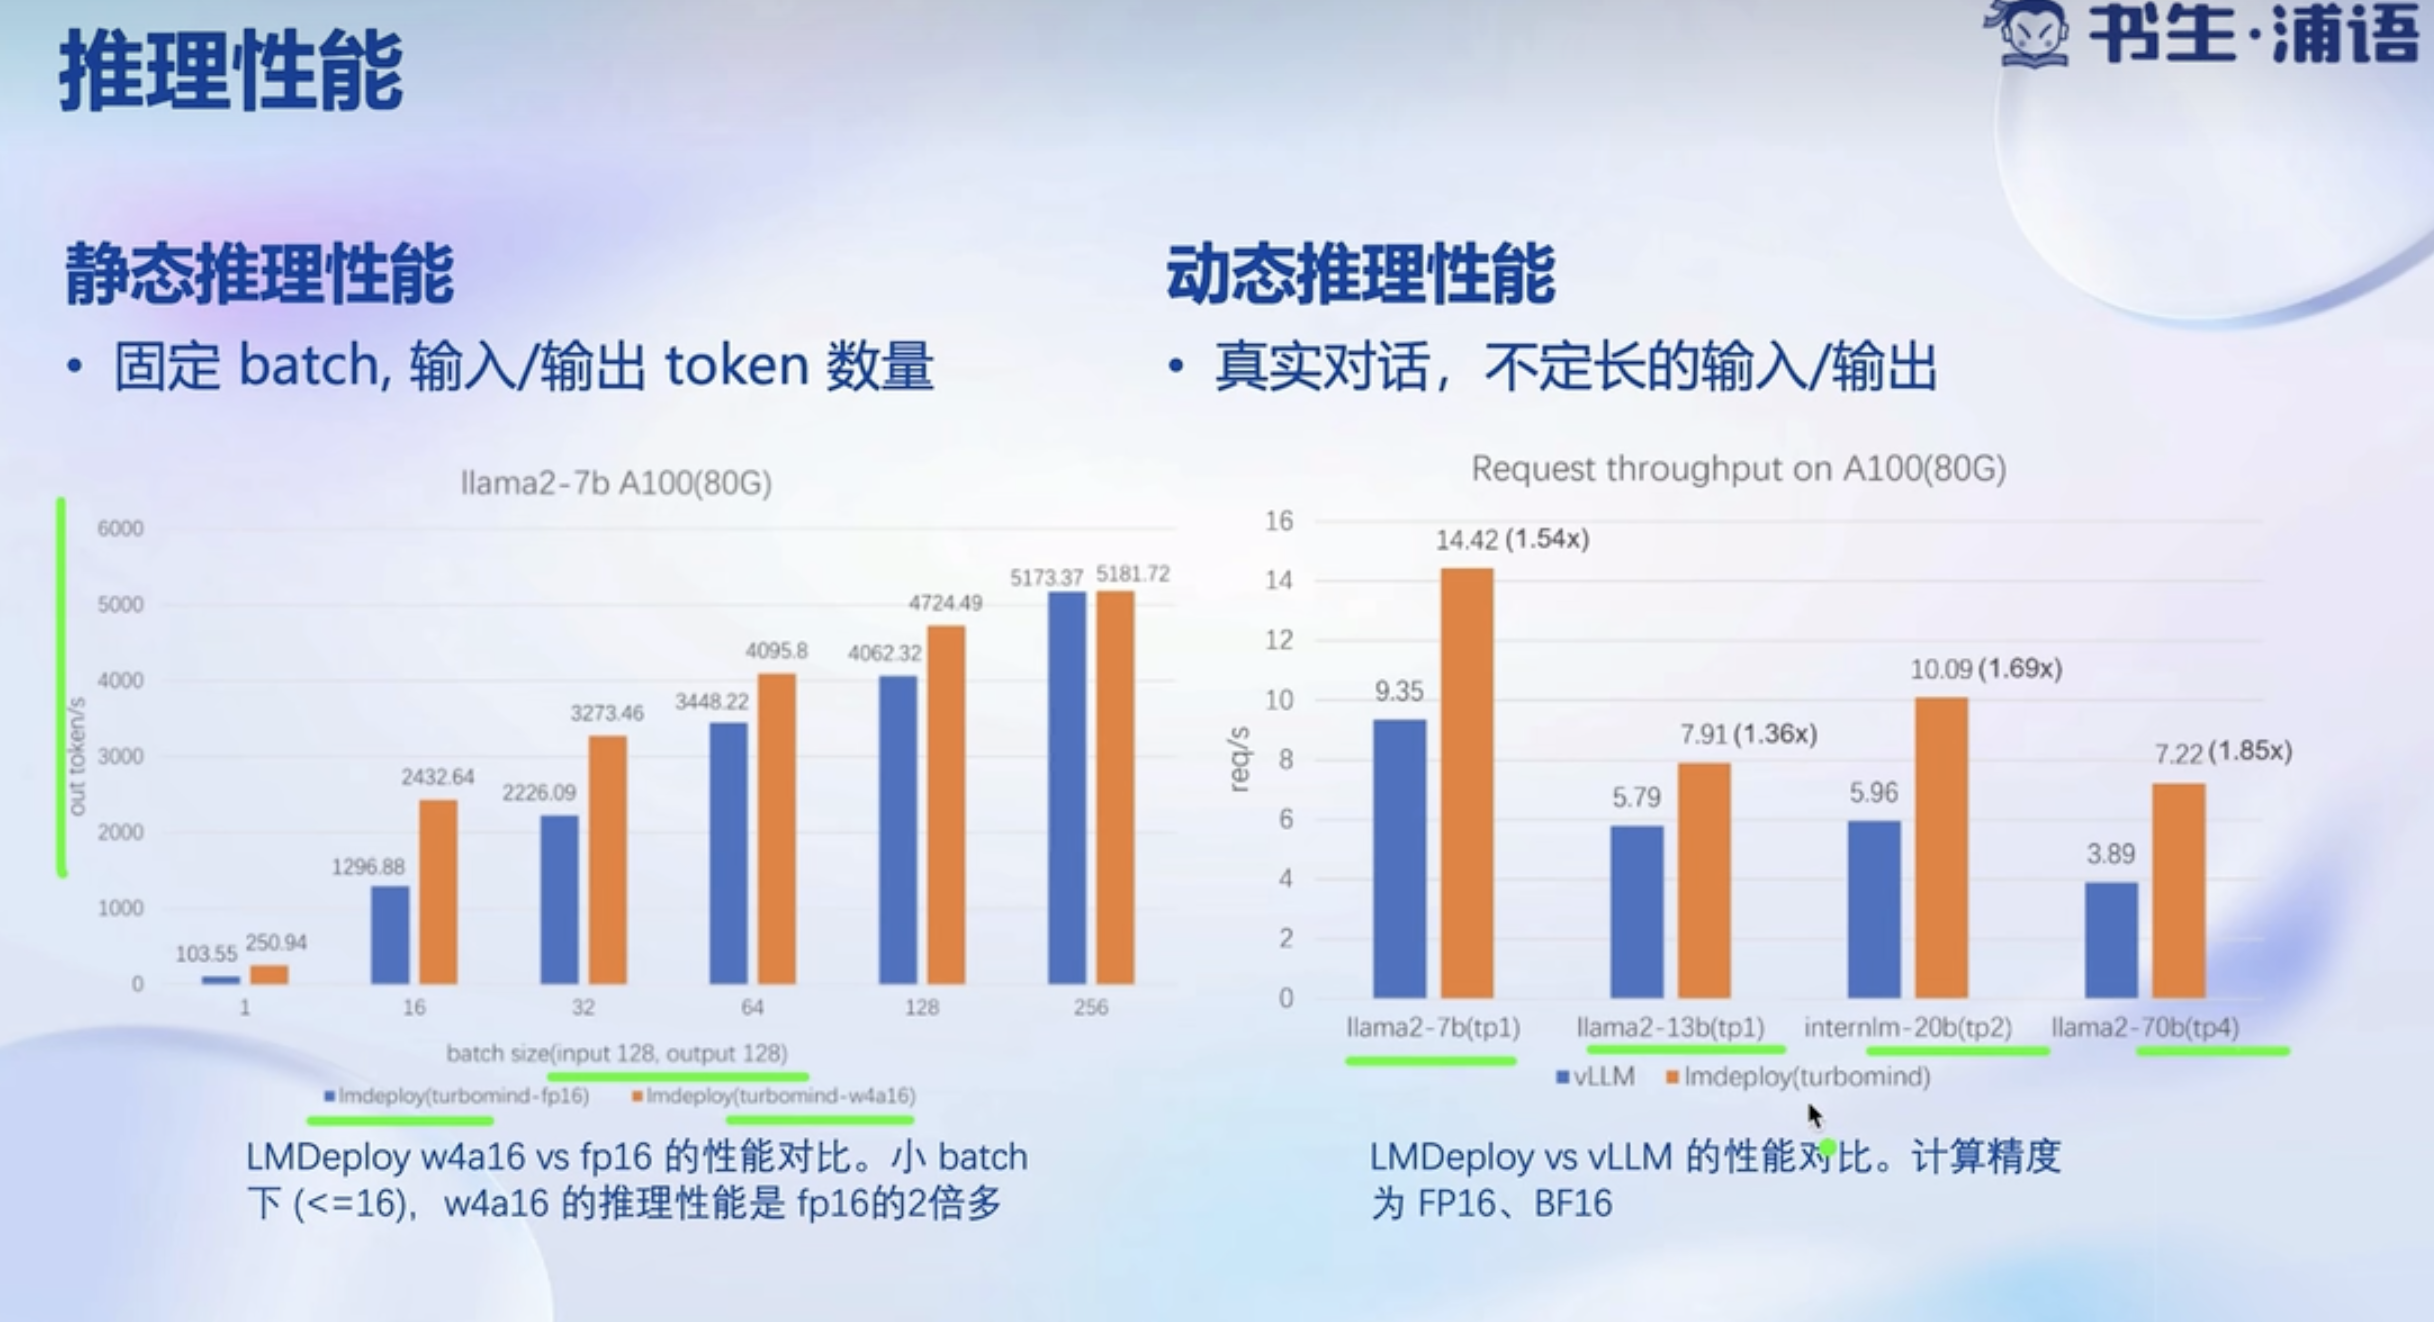 推理性能
书生·浦语
静态推理性能
• 固定 batch, 输入/输出 token 数量
llama2-7b A100(80G)
out token/s
6000
5000
4000
3000
2000
1000
0
103.55 250.94
1296.88 2432.64
2226.09 3273.46
3448.22 4095.8
4062.32 4724.49
5173.37 5181.72
1 16 32 64 128 256
batch size(input 128, output 128)
lmdeploy(turbomind-fp16) lmdeploy(turbomind-w4a16)
LMDeploy w4a16 vs fp16 的性能对比。小 batch
下 (<=16)，w4a16 的推理性能是 fp16的2倍多
动态推理性能
• 真实对话，不定长的输入/输出
Request throughput on A100(80G)
req/s
16
14
12
10
8
6
4
2
0
9.35 14.42 (1.54x)
5.79 7.91 (1.36x)
5.96 10.09 (1.69x)
3.89 7.22 (1.85x)
llama2-7b(tp1) llama2-13b(tp1) internlm-20b(tp2) llama2-70b(tp4)
vLLM lmdeploy(turbomind)
LMDeploy vs vLLM 的性能对比。计算精度
为 FP16、BF16